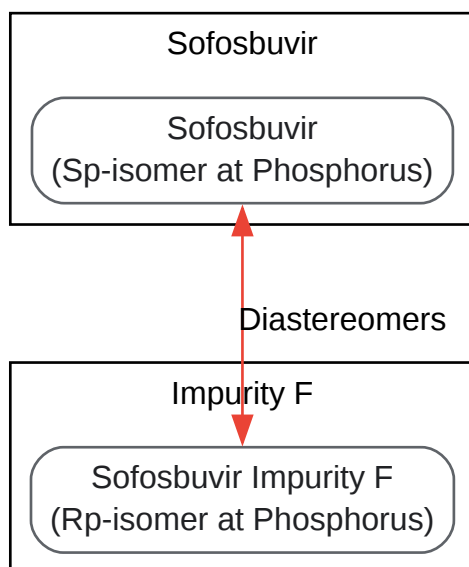 Sofosbuvir
Sofosbuvir
(Sp-isomer at Phosphorus)
Diastereomers
Impurity F
Sofosbuvir Impurity F
(Rp-isomer at Phosphorus)